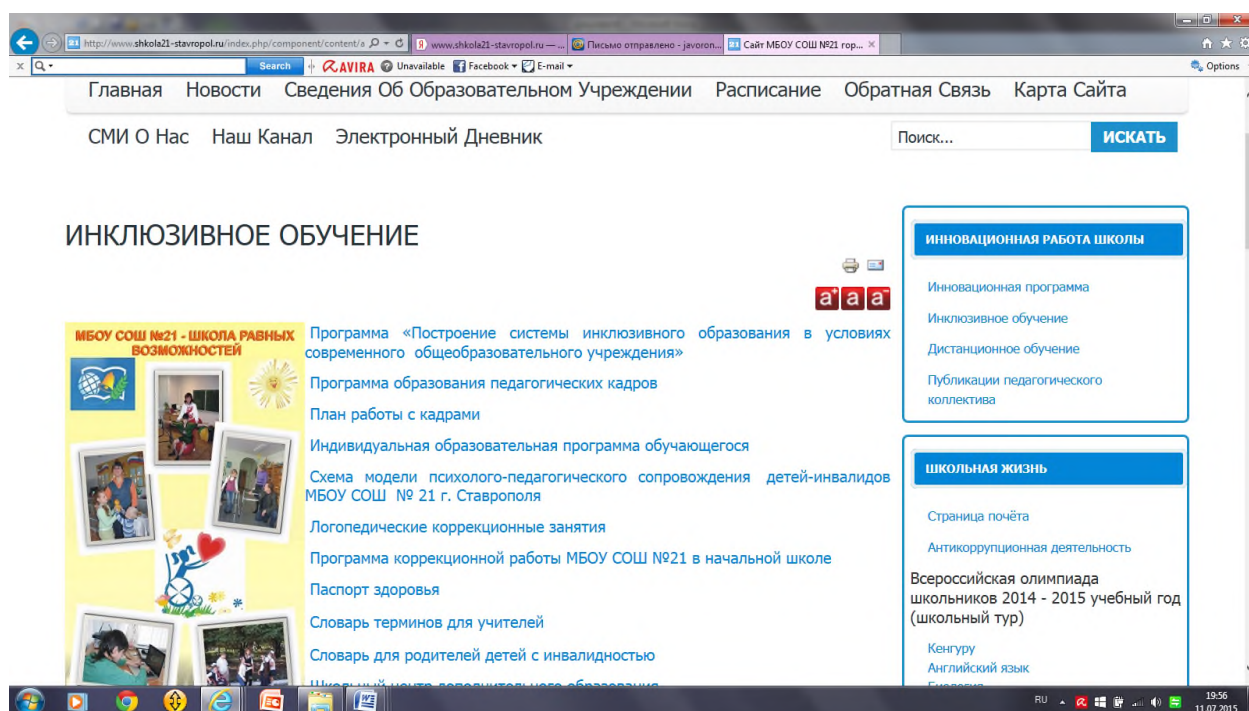 http://www.shkola21-stavropol.ru/index.php/component/content/a
www.shkola21-stavropol.ru — ...
Письмо отправлено - javoron...
Сайт МБОУ СОШ №21 гор...
Search
AVIRA
Unavailable
Facebook
E-mail
Options
Главная Новости Сведения Об Образовательном Учреждении Расписание Обратная Связь Карта Сайта
СМИ О Нас Наш Канал Электронный Дневник
Поиск...
ИСКАТЬ
ИНКЛЮЗИВНОЕ ОБУЧЕНИЕ
a+ a a-
МБОУ СОШ №21 - ШКОЛА РАВНЫХ
ВОЗМОЖНОСТЕЙ
Программа «Построение системы инклюзивного образования в условиях
современного общеобразовательного учреждения»
Программа образования педагогических кадров
План работы с кадрами
Индивидуальная образовательная программа обучающегося
Схема модели психолого-педагогического сопровождения детей-инвалидов
МБОУ СОШ № 21 г. Ставрополя
Логопедические коррекционные занятия
Программа коррекционной работы МБОУ СОШ №21 в начальной школе
Паспорт здоровья
Словарь терминов для учителей
Словарь для родителей детей с инвалидностью
Школьный центр дополнительного образования
ИННОВАЦИОННАЯ РАБОТА ШКОЛЫ
Инновационная программа
Инклюзивное обучение
Дистанционное обучение
Публикации педагогического
коллектива
ШКОЛЬНАЯ ЖИЗНЬ
Страница почёта
Антикоррупционная деятельность
Всероссийская олимпиада
школьников 2014 - 2015 учебный год
(школьный тур)
Кенгуру
Английский язык
Биология
RU
19:56
11.07.2015